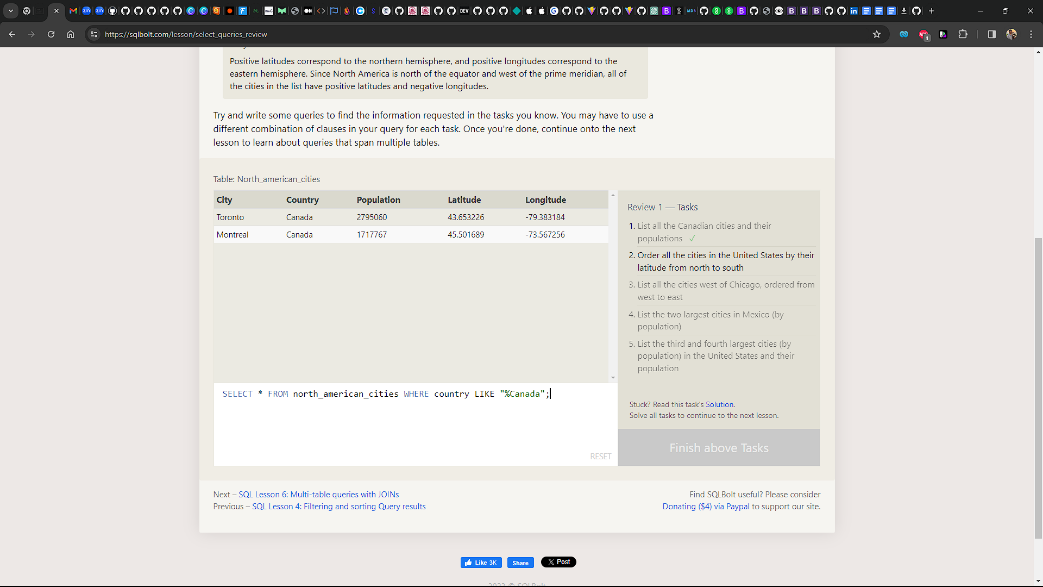 https://sqlbolt.com/lesson/select_queries_review
Positive latitudes correspond to the northern hemisphere, and positive longitudes correspond to the
eastern hemisphere. Since North America is north of the equator and west of the prime meridian, all of
the cities in the list have positive latitudes and negative longitudes.
Try and write some queries to find the information requested in the tasks you know. You may have to use a
different combination of clauses in your query for each task. Once you're done, continue onto the next
lesson to learn about queries that span multiple tables.
Table: North_american_cities
City Country Population Latitude Longitude
Toronto Canada 2795060 43.653226 -79.383184
Montreal Canada 1717767 45.501689 -73.567256
SELECT * FROM north_american_cities WHERE country LIKE "%Canada";
RESET
Review 1 — Tasks
1. List all the Canadian cities and their
populations ✓
2. Order all the cities in the United States by their
latitude from north to south
3. List all the cities west of Chicago, ordered from
west to east
4. List the two largest cities in Mexico (by
population)
5. List the third and fourth largest cities (by
population) in the United States and their
population
Stuck? Read this task's Solution.
Solve all tasks to continue to the next lesson.
Finish above Tasks
Next – SQL Lesson 6: Multi-table queries with JOINs
Previous – SQL Lesson 4: Filtering and sorting Query results
Find SQLBolt useful? Please consider
Donating ($4) via Paypal to support our site.
Like 3K
Share
X Post